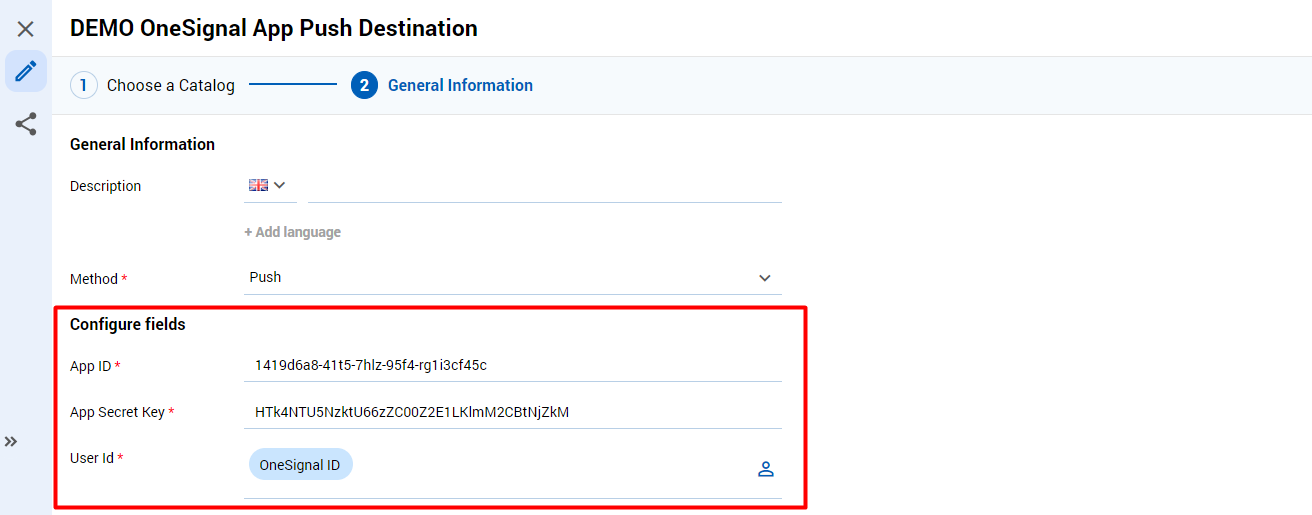 DEMO OneSignal App Push Destination
1 Choose a Catalog 2 General Information
General Information
Description
+ Add language
Method * Push
Configure fields
App ID * 1419d6a8-41t5-7hlz-95f4-rg1i3cf45c
App Secret Key * HTk4NTU5NzktU66zZC00Z2E1LKlmM2CBtNjZkM
User Id * OneSignal ID